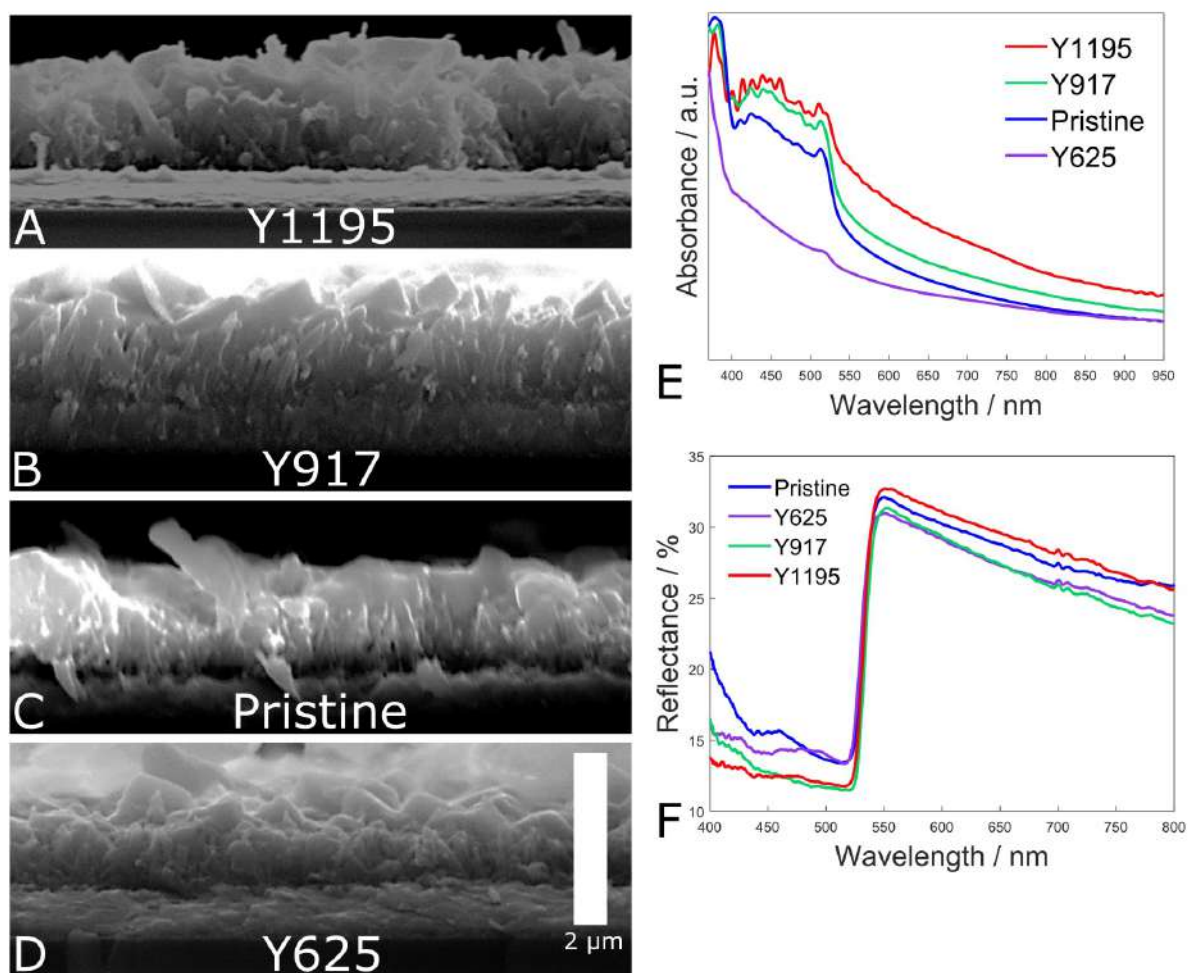 A
Y1195
B
Y917
C
Pristine
D
Y625
2 µm
E
Absorbance / a.u.
Y1195
Y917
Pristine
Y625
400 450 500 550 600 650 700 750 800 850 900 950
Wavelength / nm
F
Reflectance / %
35
30
25
20
15
10
Pristine
Y625
Y917
Y1195
400 450 500 550 600 650 700 750 800
Wavelength / nm